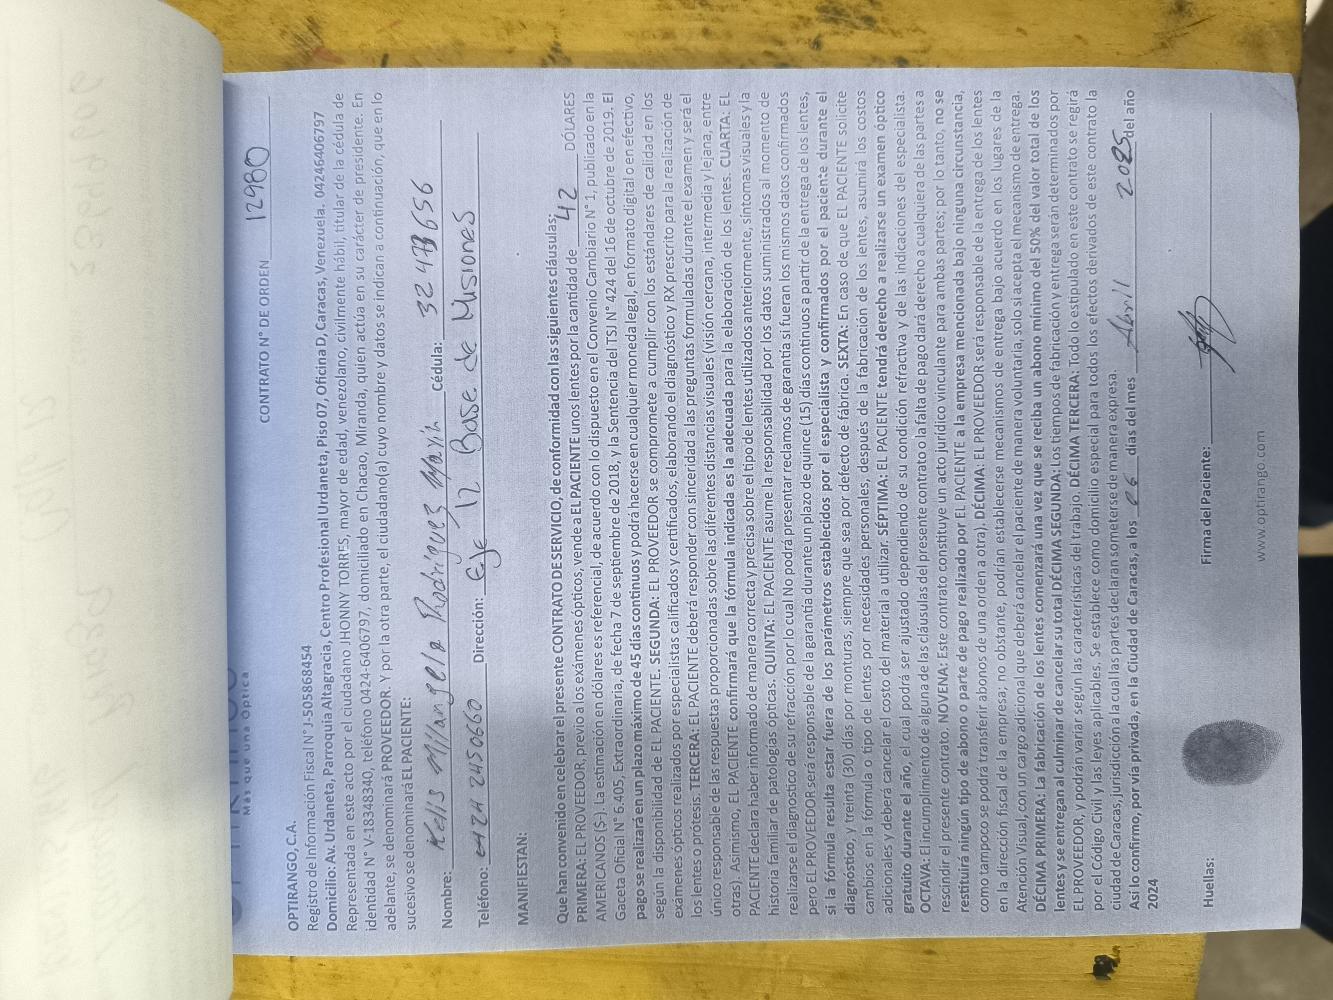 Más que una Óptica
CONTRATO N° DE ORDEN 12980
OPTIRANGO, C.A.
Registro de Información Fiscal N° J-505868454
Domicilio: Av. Urdaneta, Parroquia Altagracia, Centro Profesional Urdaneta, Piso 07, Oficina D, Caracas, Venezuela. 04246406797
Representada en este acto por el ciudadano JHONNY TORRES, mayor de edad, venezolano, civilmente hábil, titular de la cédula de
identidad N° V-18348340, teléfono 0424-6406797, domiciliado en Chacao, Miranda, quien actúa en su carácter de presidente. En
adelante, se denominará PROVEEDOR. Y por la otra parte, el ciudadano(a) cuyo nombre y datos se indican a continuación, que en lo
sucesivo se denominará EL PACIENTE:
Nombre: Kellis Millangela Rodriguez Mayih Cédula: 32473656
Teléfono: 0424 2450660 Dirección: Eje 12 Base de Misiones
MANIFIESTAN:
Que han convenido en celebrar el presente CONTRATO DE SERVICIO, de conformidad con las siguientes cláusulas:
PRIMERA: EL PROVEEDOR, previo a los exámenes ópticos, vende a EL PACIENTE unos lentes por la cantidad de 42 DÓLARES
AMERICANOS ($-). La estimación en dólares es referencial, de acuerdo con lo dispuesto en el Convenio Cambiario N° 1, publicado en la
Gaceta Oficial N° 6.405, Extraordinaria, de fecha 7 de septiembre de 2018, y la Sentencia del TSJ N° 424 del 16 de octubre de 2019. El
pago se realizará en un plazo máximo de 45 días continuos y podrá hacerse en cualquier moneda legal, en formato digital o en efectivo,
según la disponibilidad de EL PACIENTE. SEGUNDA: EL PROVEEDOR se compromete a cumplir con los estándares de calidad en los
exámenes ópticos realizados por especialistas calificados y certificados, elaborando el diagnóstico y RX prescrito para la realización de
los lentes o prótesis. TERCERA: EL PACIENTE deberá responder con sinceridad a las preguntas formuladas durante el examen y será el
único responsable de las respuestas proporcionadas sobre las diferentes distancias visuales (visión cercana, intermedia y lejana, entre
otras). Asimismo, EL PACIENTE confirmará que la fórmula indicada es la adecuada para la elaboración de los lentes. CUARTA: EL
PACIENTE declara haber informado de manera correcta y precisa sobre el tipo de lentes utilizados anteriormente, síntomas visuales y la
historia familiar de patologías ópticas. QUINTA: EL PACIENTE asume la responsabilidad por los datos suministrados al momento de
realizarse el diagnostico de su refracción por lo cual No podrá presentar reclamos de garantía si fueran los mismos datos confirmados
pero EL PROVEEDOR será responsable de la garantía durante un plazo de quince (15) días continuos a partir de la entrega de los lentes,
si la fórmula resulta estar fuera de los parámetros establecidos por el especialista y confirmados por el paciente durante el
diagnóstico, y treinta (30) días por monturas, siempre que sea por defecto de fábrica. SEXTA: En caso de que EL PACIENTE solicite
cambios en la fórmula o tipo de lentes por necesidades personales, después de la fabricación de los lentes, asumirá los costos
adicionales y deberá cancelar el costo del material a utilizar. SÉPTIMA: EL PACIENTE tendrá derecho a realizarse un examen óptico
gratuito durante el año, el cual podrá ser ajustado dependiendo de su condición refractiva y de las indicaciones del especialista.
OCTAVA: El incumplimiento de alguna de las cláusulas del presente contrato o la falta de pago dará derecho a cualquiera de las partes a
rescindir el presente contrato. NOVENA: Este contrato constituye un acto jurídico vinculante para ambas partes; por lo tanto, no se
restituirá ningún tipo de abono o parte de pago realizado por EL PACIENTE a la empresa mencionada bajo ninguna circunstancia,
como tampoco se podrá transferir abonos de una orden a otra). DÉCIMA: EL PROVEEDOR será responsable de la entrega de los lentes
en la dirección fiscal de la empresa; no obstante, podrían establecerse mecanismos de entrega bajo acuerdo en los lugares de la
Atención Visual, con un cargo adicional que deberá cancelar el paciente de manera voluntaria, solo si acepta el mecanismo de entrega.
DÉCIMA PRIMERA: La fabricación de los lentes comenzará una vez que se reciba un abono mínimo del 50% del valor total de los
lentes y se entregan al culminar de cancelar su total DÉCIMA SEGUNDA: Los tiempos de fabricación y entrega serán determinados por
EL PROVEEDOR, y podrán variar según las características del trabajo. DÉCIMA TERCERA: Todo lo estipulado en este contrato se regirá
por el Código Civil y las leyes aplicables. Se establece como domicilio especial para todos los efectos derivados de este contrato la
ciudad de Caracas, jurisdicción a la cual las partes declaran someterse de manera expresa.
Así lo confirmo, por vía privada, en la Ciudad de Caracas, a los 06 días del mes Abril 2025 del año
2024
Huellas: Firma del Paciente:
www.optirango.com